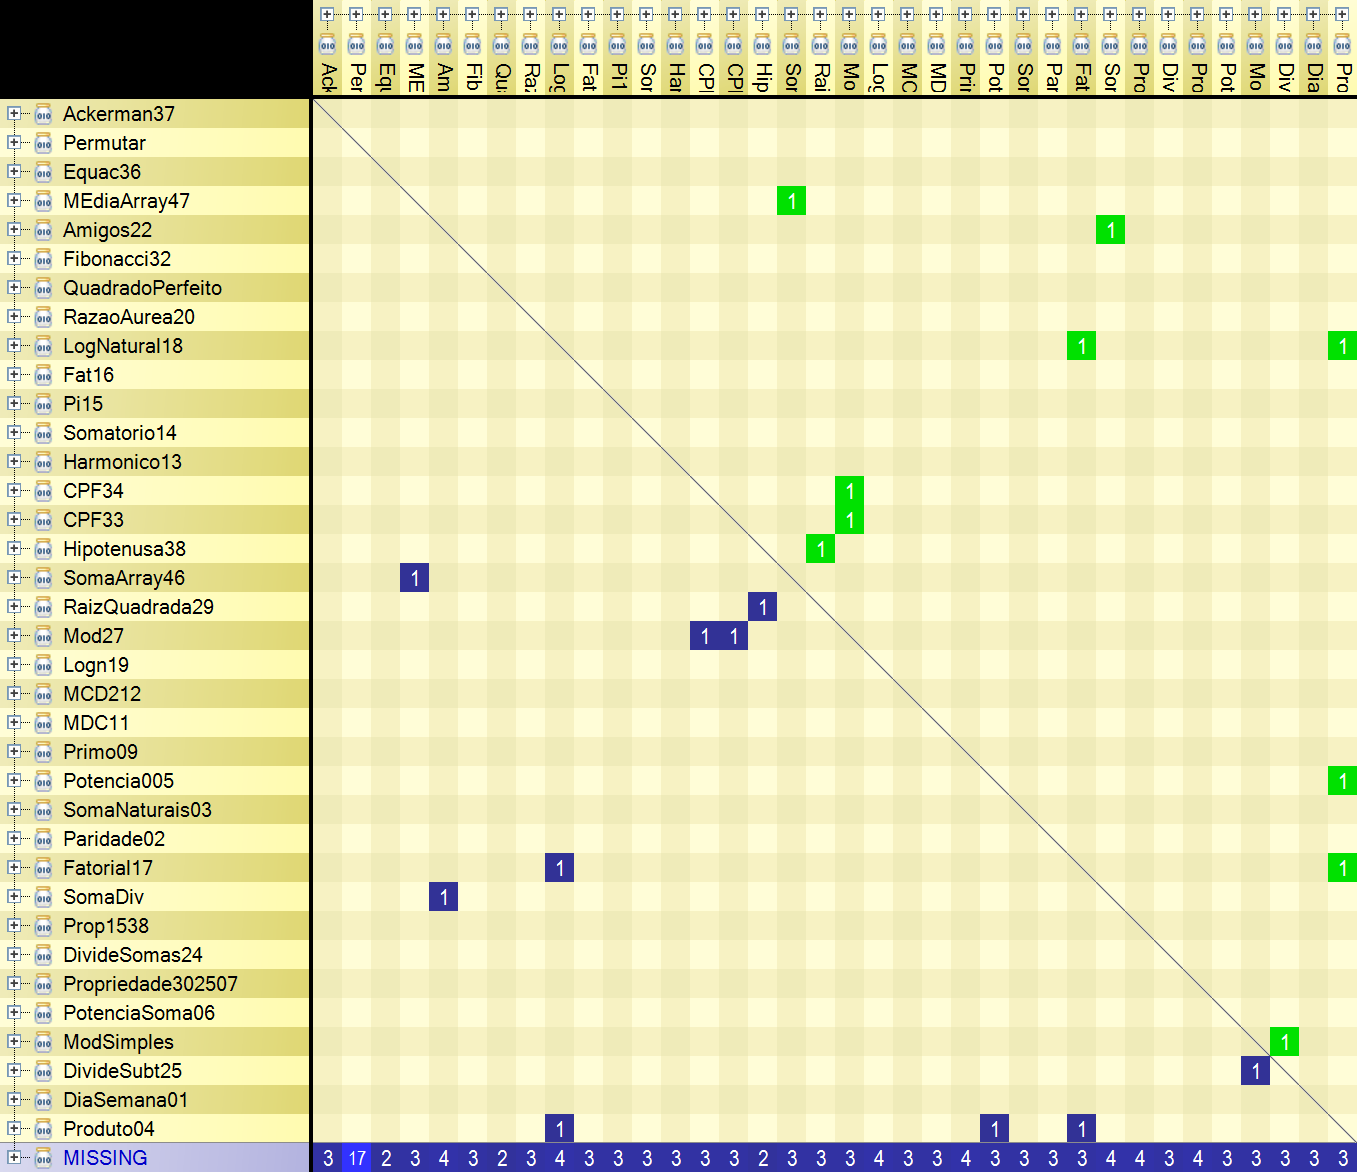 Ack Per Equ ME Am Fib Qu Raz Log Fat Pi1 Sor Har CPI CPI Hip Sor Rai Mo Log MC MD Prin Pot Sor Par Fat Sor Pro Div Pro Pot Mo Div Dia Pro
Ackerman37
Permutar
Equac36
MEdiaArray47 1
Amigos22 1
Fibonacci32
QuadradoPerfeito
RazaoAurea20
LogNatural18 1 1
Fat16
Pi15
Somatorio14
Harmonico13
CPF34 1
CPF33 1
Hipotenusa38 1
SomaArray46 1
RaizQuadrada29 1
Mod27 1 1
Logn19
MCD212
MDC11
Primo09
Potencia005 1
SomaNaturais03
Paridade02
Fatorial17 1 1
SomaDiv 1
Prop1538
DivideSomas24
Propriedade302507
PotenciaSoma06
ModSimples 1
DivideSubt25 1
DiaSemana01
Produto04 1 1 1
MISSING 3 17 2 3 4 3 2 3 4 3 3 3 3 3 3 2 3 3 3 4 3 3 4 3 3 3 3 4 4 3 4 3 3 3 3 3